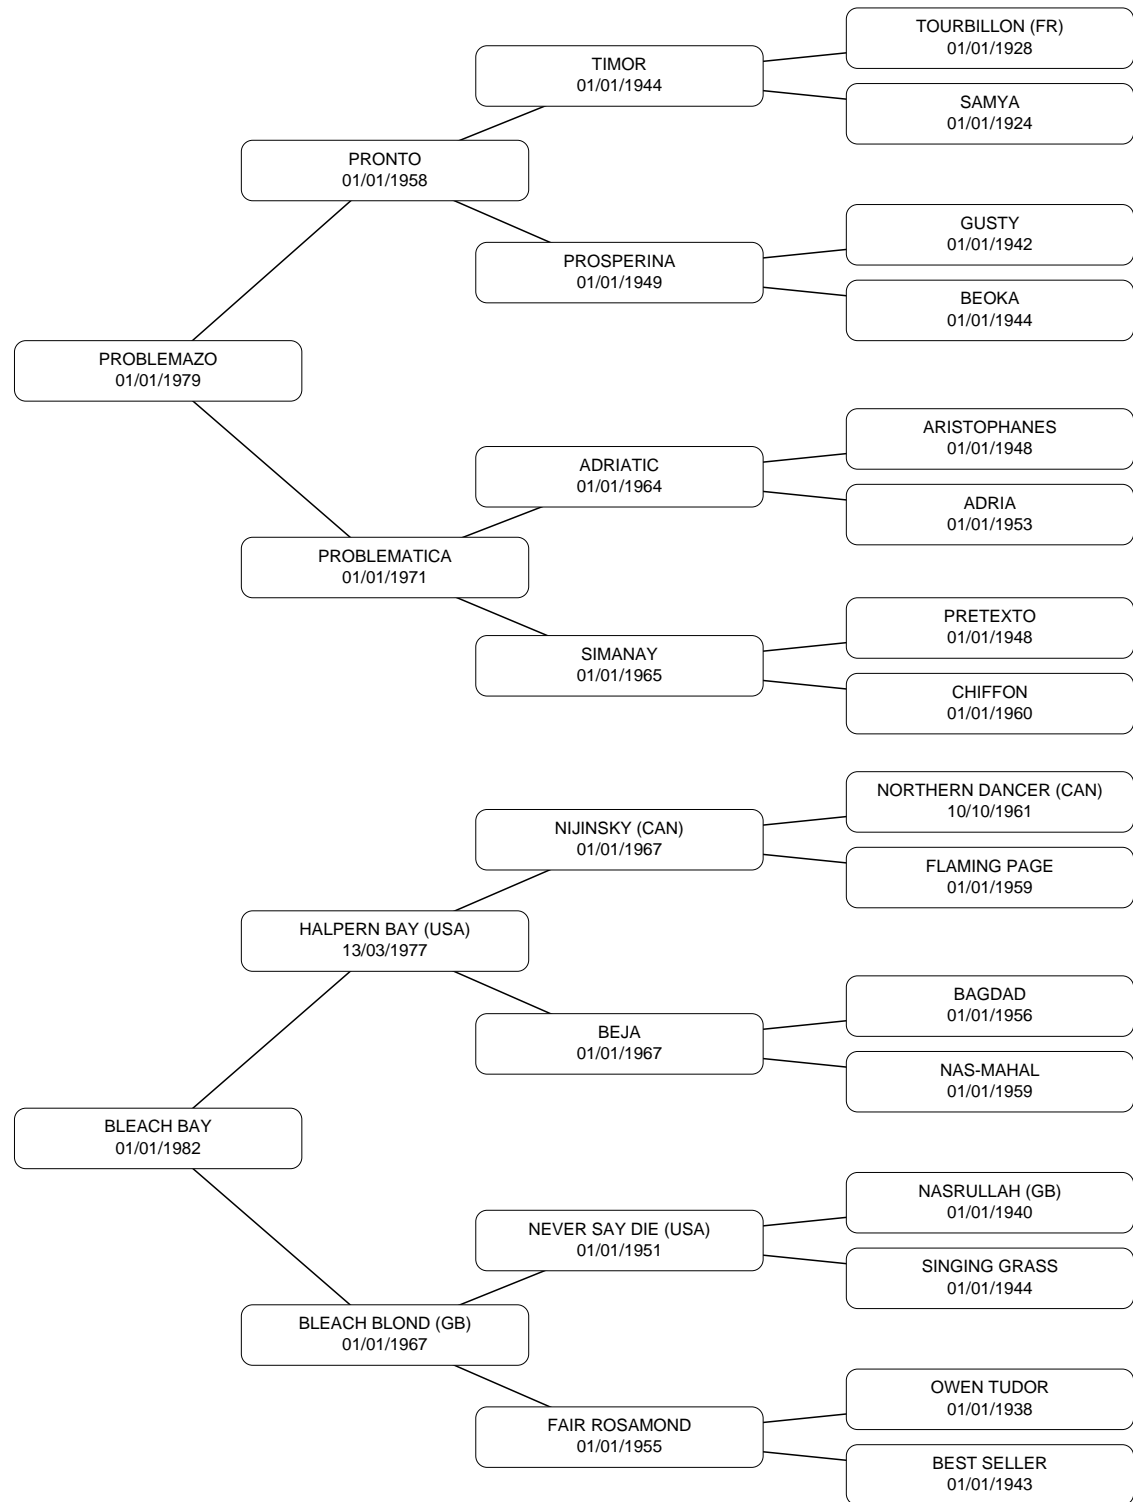 TOURBILLON (FR)
01/01/1928
TIMOR
01/01/1944
SAMYA
01/01/1924
PRONTO
01/01/1958
GUSTY
01/01/1942
PROSPERINA
01/01/1949
BEOKA
01/01/1944
PROBLEMAZO
01/01/1979
ARISTOPHANES
01/01/1948
ADRIATIC
01/01/1964
ADRIA
01/01/1953
PROBLEMATICA
01/01/1971
PRETEXTO
01/01/1948
SIMANAY
01/01/1965
CHIFFON
01/01/1960
NORTHERN DANCER (CAN)
10/10/1961
NIJINSKY (CAN)
01/01/1967
FLAMING PAGE
01/01/1959
HALPERN BAY (USA)
13/03/1977
BAGDAD
01/01/1956
BEJA
01/01/1967
NAS-MAHAL
01/01/1959
BLEACH BAY
01/01/1982
NASRULLAH (GB)
01/01/1940
NEVER SAY DIE (USA)
01/01/1951
SINGING GRASS
01/01/1944
BLEACH BLOND (GB)
01/01/1967
OWEN TUDOR
01/01/1938
FAIR ROSAMOND
01/01/1955
BEST SELLER
01/01/1943